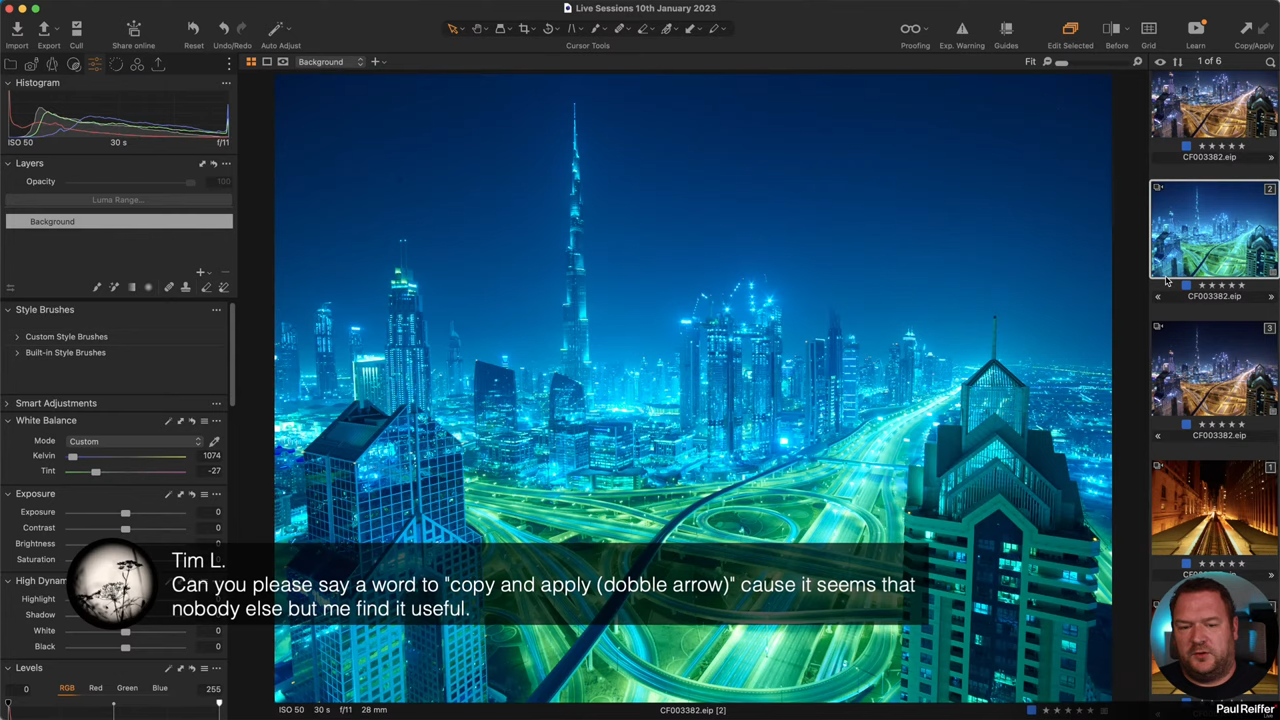 Live Sessions 10th January 2023
Import
Export
Cull
Share online
Reset
Undo/Redo
Auto Adjust
Cursor Tools
Proofing
Exp. Warning
Guides
Edit Selected
Before
Grid
Learn
Copy/Apply
Background
Fit
1 of 6
Histogram
ISO 50
30 s
f/11
Layers
Opacity
100
Luma Range...
Background
Style Brushes
Custom Style Brushes
Built-in Style Brushes
Smart Adjustments
White Balance
Mode
Custom
Kelvin
1074
Tint
-27
Exposure
Exposure
0
Contrast
0
Brightness
Saturation
High Dynam
Highlight
Shadow
White
0
Black
0
Levels
0
RGB
Red
Green
Blue
255
CF003382.eip
2
CF003382.eip
3
CF003382.eip
1
Tim L.
Can you please say a word to "copy and apply (dobble arrow)" cause it seems that
nobody else but me find it useful.
ISO 50
30 s
f/11
28 mm
CF003382.eip [2]
Paul Reiffer
Live